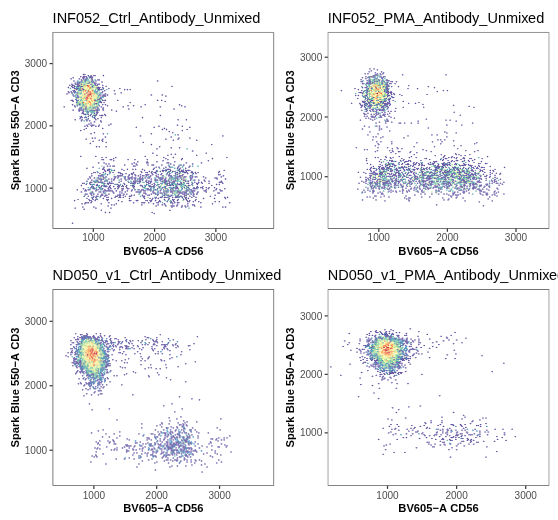 INF052_Ctrl_Antibody_Unmixed
INF052_PMA_Antibody_Unmixed
Spark Blue 550−A CD3
3000
2000
1000
1000 2000 3000
BV605−A CD56
Spark Blue 550−A CD3
3000
2000
1000
1000 2000 3000
BV605−A CD56
ND050_v1_Ctrl_Antibody_Unmixed
ND050_v1_PMA_Antibody_Unmixe
Spark Blue 550−A CD3
3000
2000
1000
1000 2000 3000
BV605−A CD56
Spark Blue 550−A CD3
3000
2000
1000
1000 2000 3000
BV605−A CD56